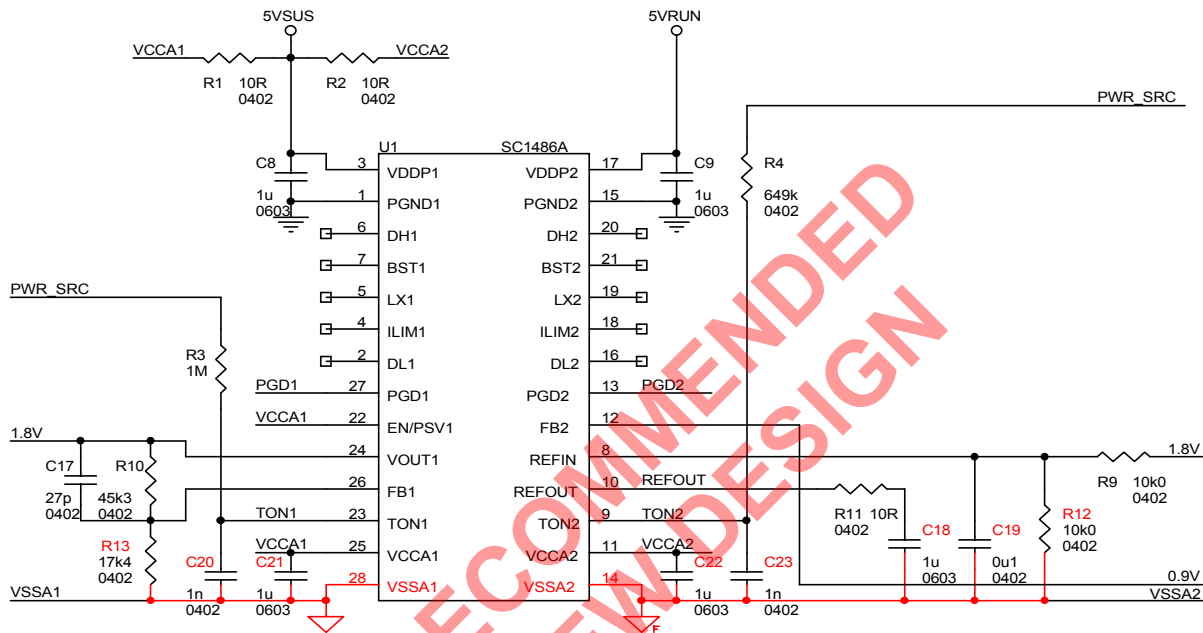 5VSUS
5VRUN
VCCA1
VCCA2
R1
10R
0402
R2
10R
0402
PWR_SRC
U1
SC1486A
C8
1u
0603
3
VDDP1
1
PGND1
6
DH1
7
BST1
5
LX1
4
ILIM1
2
DL1
PGD1
27
PGD1
VCCA1
22
EN/PSV1
24
VOUT1
26
FB1
TON1
23
TON1
VCCA1
25
VCCA1
28
VSSA1
17
VDDP2
15
PGND2
20
DH2
21
BST2
19
LX2
18
ILIM2
16
DL2
13
PGD2
PGD2
12
FB2
8
REFIN
10
REFOUT
REFOUT
9
TON2
TON2
11
VCCA2
VCCA2
14
VSSA2
C9
1u
0603
R4
649k
0402
PWR_SRC
R3
1M
1.8V
C17
27p
0402
R10
45k3
0402
R13
17k4
0402
C20
1n
0402
C21
1u
0603
VSSA1
1.8V
R9
10k0
0402
R11
10R
0402
C18
1u
0603
C19
0u1
0402
R12
10k0
0402
C22
1u
0603
C23
1n
0402
0.9V
VSSA2
ECOMMENDED
EW DESIGN